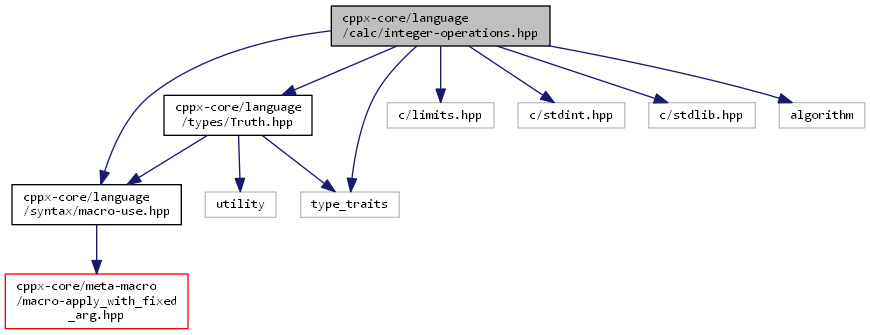 cppx-core/language
/calc/integer-operations.hpp
cppx-core/language
/types/Truth.hpp
c/limits.hpp
c/stdint.hpp
c/stdlib.hpp
algorithm
cppx-core/language
/syntax/macro-use.hpp
utility
type_traits
cppx-core/meta-macro
/macro-apply_with_fixed
_arg.hpp